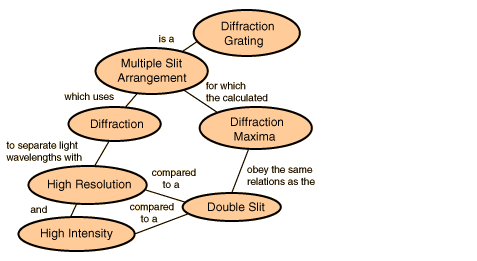 Diffraction
Grating
is a
Multiple Slit
Arrangement
for which
the calculated
which uses
Diffraction
Diffraction
Maxima
to separate light
wavelengths with
compared
to a
obey the same
relations as the
High Resolution
and
compared
to a
Double Slit
High Intensity